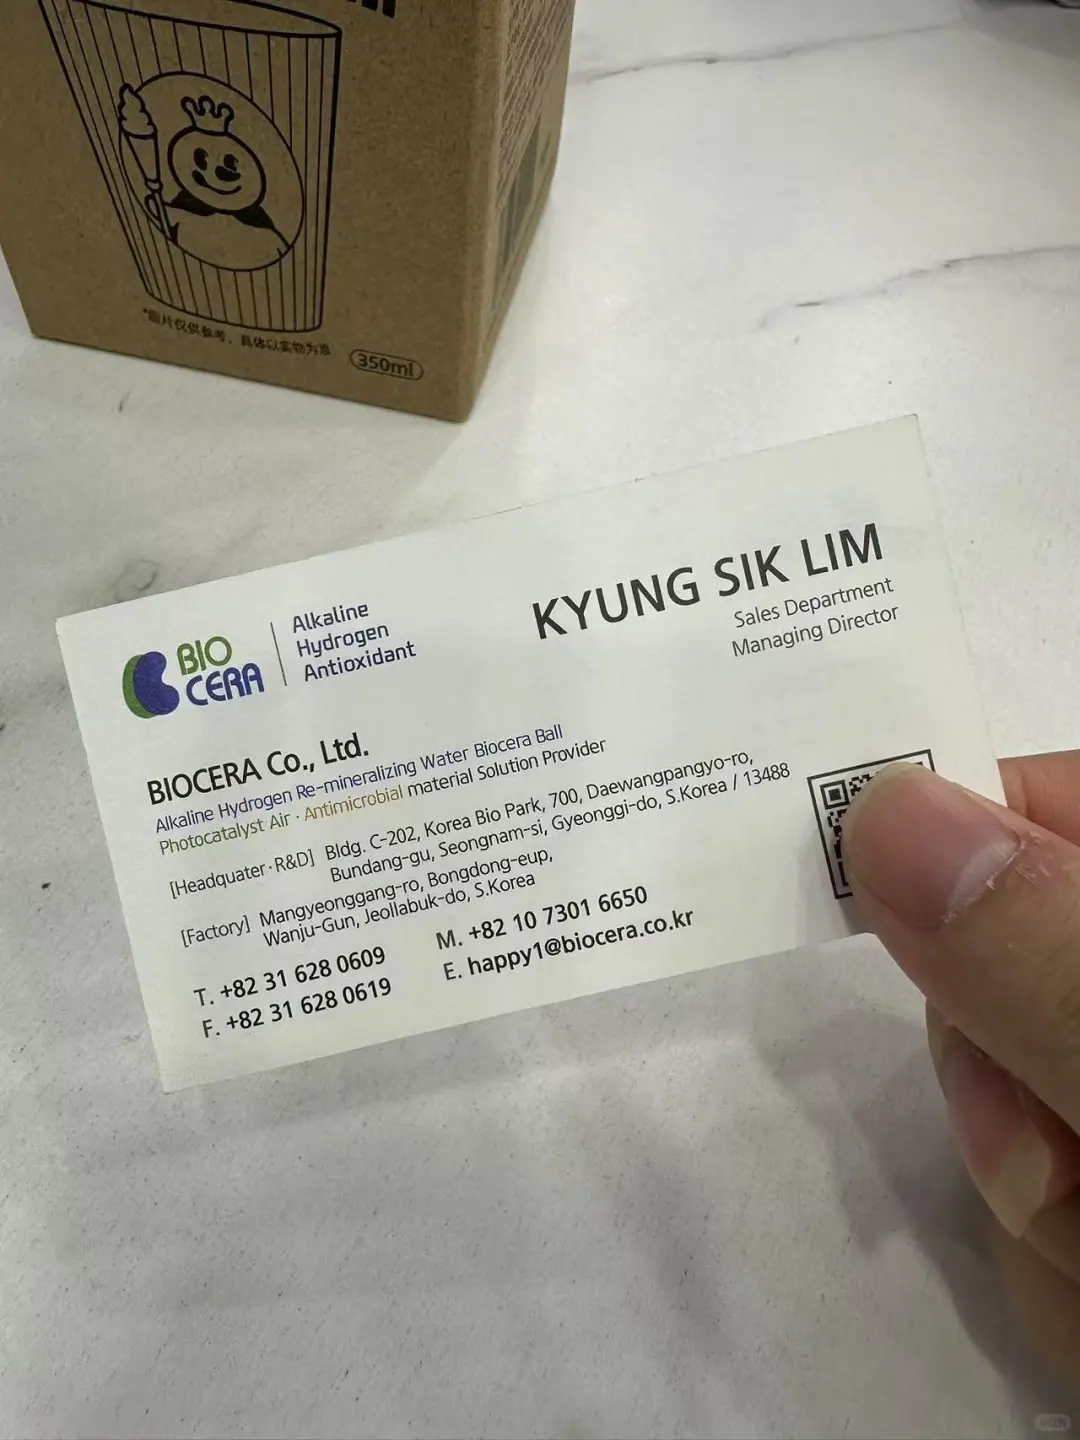 *图片仅供参考，具体以实物为准
350ml
BIO
CERA
Alkaline
Hydrogen
Antioxidant
KYUNG SIK LIM
Sales Department
Managing Director
BIOCERA Co., Ltd.
Alkaline Hydrogen Re-mineralizing Water Biocera Ball
Photocatalyst Air · Antimicrobial material Solution Provider
[Headquater·R&D] Bldg. C-202, Korea Bio Park, 700, Daewangpangyo-ro,
Bundang-gu, Seongnam-si, Gyeonggi-do, S.Korea / 13488
[Factory] Mangyeonggang-ro, Bongdong-eup,
Wanju-Gun, Jeollabuk-do, S.Korea
T. +82 31 628 0609
F. +82 31 628 0619
M. +82 10 7301 6650
E. happy1@biocera.co.kr